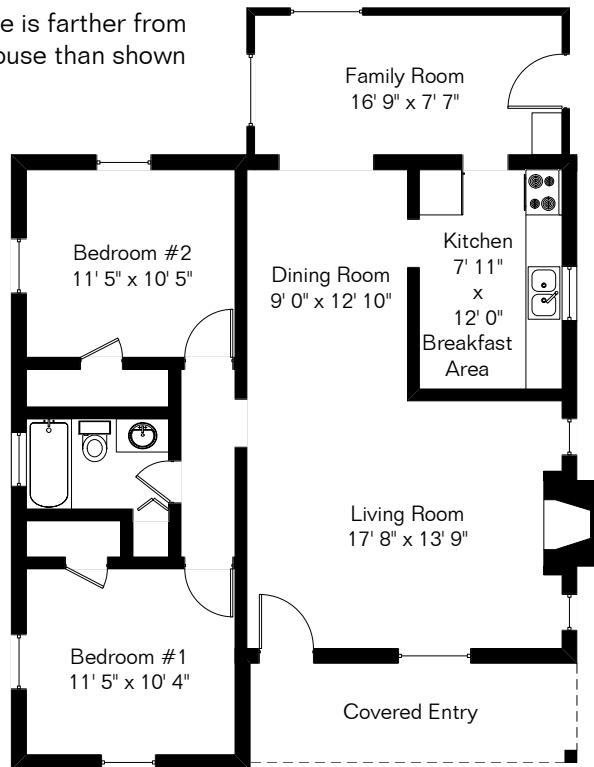 e is farther from
ouse than shown
Family Room
16' 9" x 7' 7"
Bedroom #2
11' 5" x 10' 5"
Dining Room
9' 0" x 12' 10"
Kitchen
7' 11"
x
12' 0"
Breakfast
Area
Living Room
17' 8" x 13' 9"
Bedroom #1
11' 5" x 10' 4"
Covered Entry